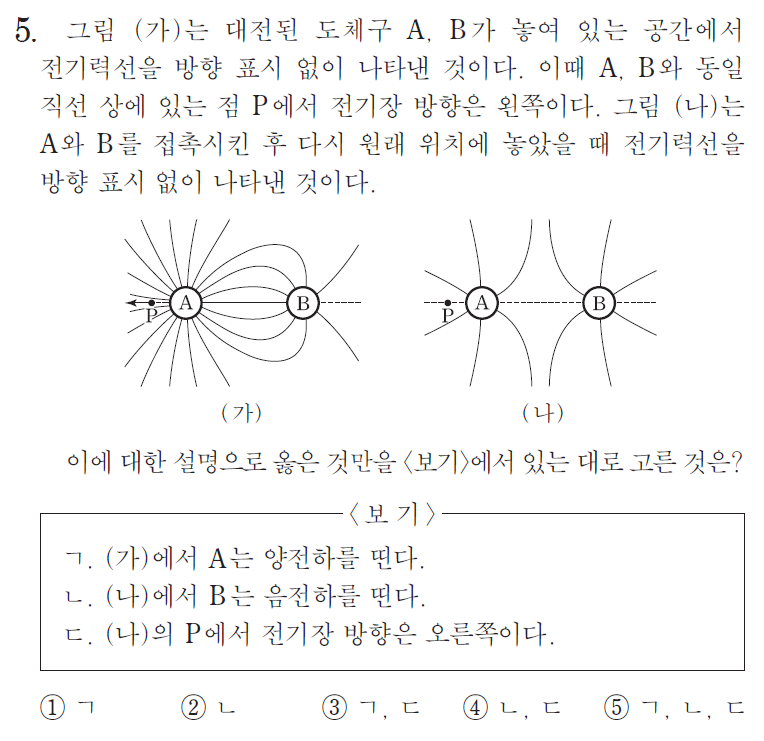 5. 그림 (가)는 대전된 도체구 A, B가 놓여 있는 공간에서
전기력선을 방향 표시 없이 나타낸 것이다. 이때 A, B와 동일
직선 상에 있는 점 P에서 전기장 방향은 왼쪽이다. 그림 (나)는
A와 B를 접촉시킨 후 다시 원래 위치에 놓았을 때 전기력선을
방향 표시 없이 나타낸 것이다.
A B A B
P P
(가) (나)
이에 대한 설명으로 옳은 것만을 〈보기〉에서 있는 대로 고른 것은?
〈보 기〉
ㄱ. (가)에서 A는 양전하를 띤다.
ㄴ. (나)에서 B는 음전하를 띤다.
ㄷ. (나)의 P에서 전기장 방향은 오른쪽이다.
① ㄱ ② ㄴ ③ ㄱ, ㄷ ④ ㄴ, ㄷ ⑤ ㄱ, ㄴ, ㄷ